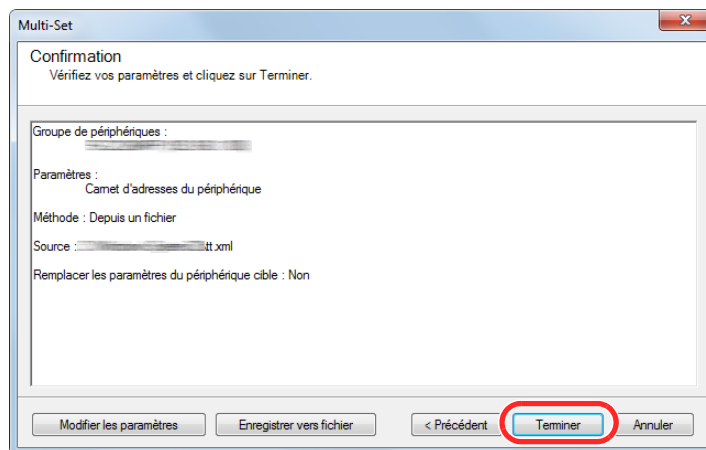 Multi-Set
Confirmation
Vérifiez vos paramètres et cliquez sur Terminer.
Groupe de périphériques :
Paramètres :
Carnet d'adresses du périphérique
Méthode : Depuis un fichier
Source : tt.xml
Remplacer les paramètres du périphérique cible : Non
Modifier les paramètres Enregistrer vers fichier < Précédent Terminer Annuler